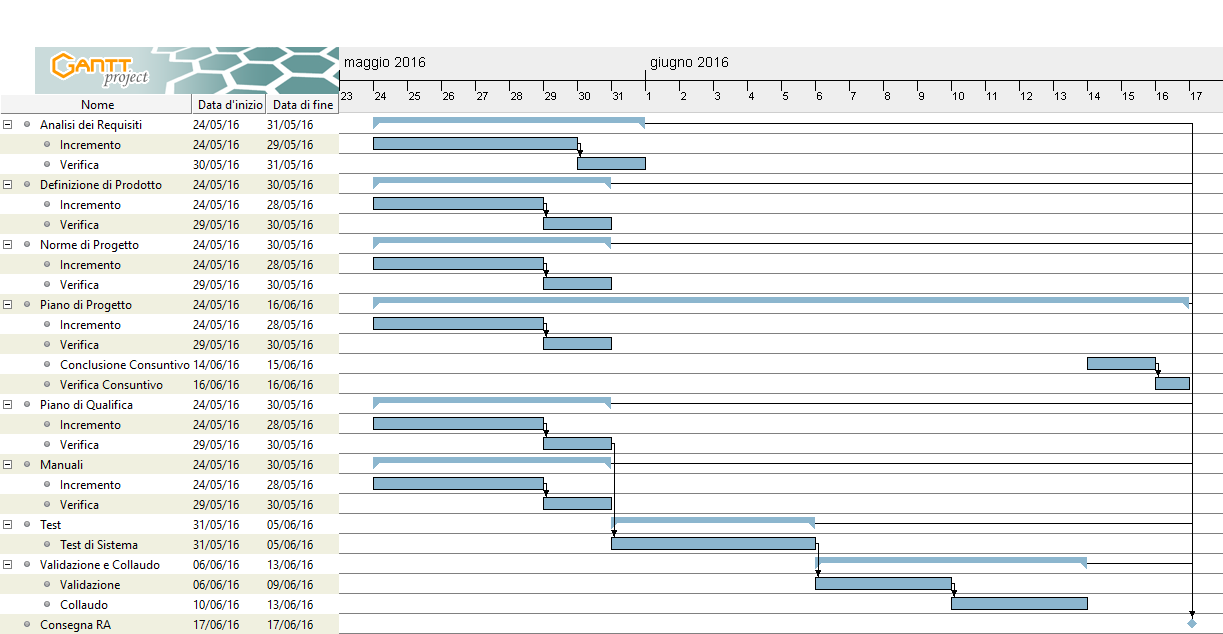 GANTT project
maggio 2016 giugno 2016
23 24 25 26 27 28 29 30 31 1 2 3 4 5 6 7 8 9 10 11 12 13 14 15 16 17
Nome Data d'inizio Data di fine
Analisi dei Requisiti 24/05/16 31/05/16
Incremento 24/05/16 29/05/16
Verifica 30/05/16 31/05/16
Definizione di Prodotto 24/05/16 30/05/16
Incremento 24/05/16 28/05/16
Verifica 29/05/16 30/05/16
Norme di Progetto 24/05/16 30/05/16
Incremento 24/05/16 28/05/16
Verifica 29/05/16 30/05/16
Piano di Progetto 24/05/16 16/06/16
Incremento 24/05/16 28/05/16
Verifica 29/05/16 30/05/16
Conclusione Consuntivo 14/06/16 15/06/16
Verifica Consuntivo 16/06/16 16/06/16
Piano di Qualifica 24/05/16 30/05/16
Incremento 24/05/16 28/05/16
Verifica 29/05/16 30/05/16
Manuali 24/05/16 30/05/16
Incremento 24/05/16 28/05/16
Verifica 29/05/16 30/05/16
Test 31/05/16 05/06/16
Test di Sistema 31/05/16 05/06/16
Validazione e Collaudo 06/06/16 13/06/16
Validazione 06/06/16 09/06/16
Collaudo 10/06/16 13/06/16
Consegna RA 17/06/16 17/06/16